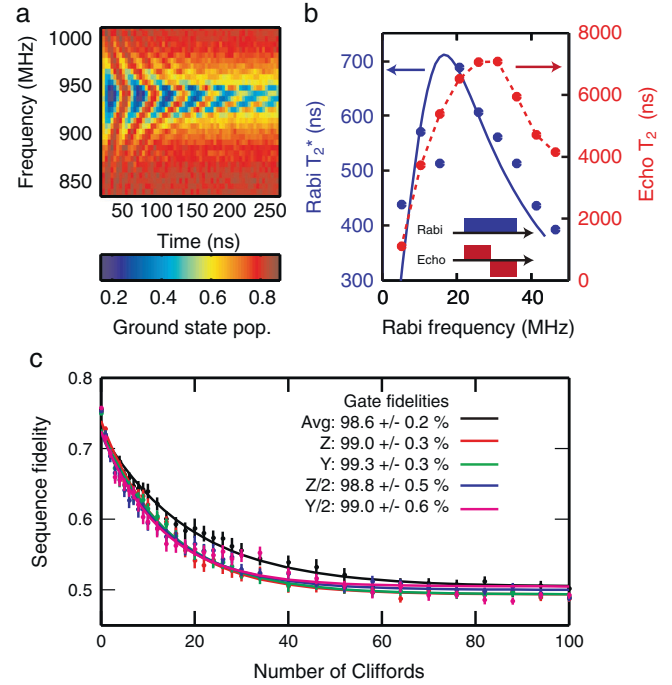 a
1000
950
900
850
Frequency (MHz)
50 100 150 200 250
Time (ns)
0.2 0.4 0.6 0.8
Ground state pop.
b
700
600
500
400
300
Rabi T2* (ns)
8000
6000
4000
2000
0
Echo T2 (ns)
Rabi
Echo
0 20 40
Rabi frequency (MHz)
c
0.8
0.7
0.6
0.5
Sequence fidelity
Gate fidelities
Avg: 98.6 +/- 0.2 %
Z: 99.0 +/- 0.3 %
Y: 99.3 +/- 0.3 %
Z/2: 98.8 +/- 0.5 %
Y/2: 99.0 +/- 0.6 %
0 20 40 60 80 100
Number of Cliffords